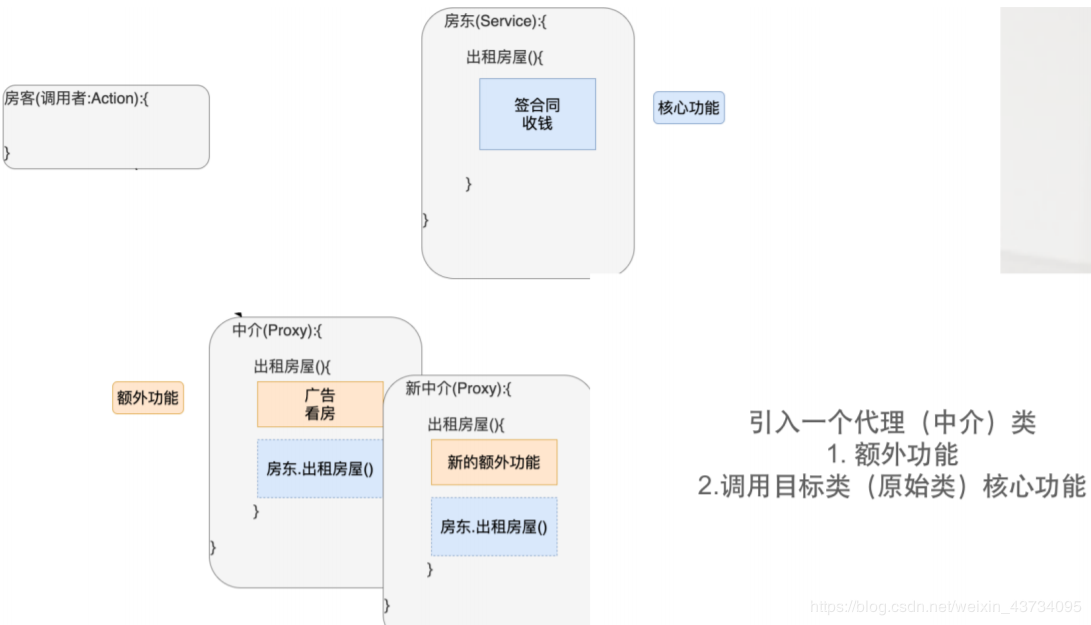 房东(Service):{
出租房屋(){
签合同
收钱
}
}
核心功能
房客(调用者:Action):{
}
中介(Proxy):{
出租房屋(){
广告
看房
房东.出租房屋()
}
}
额外功能
新中介(Proxy):{
出租房屋(){
新的额外功能
房东.出租房屋()
}
}
引入一个代理（中介）类
1. 额外功能
2.调用目标类（原始类）核心功能
https://blog.csdn.net/weixin_43734095